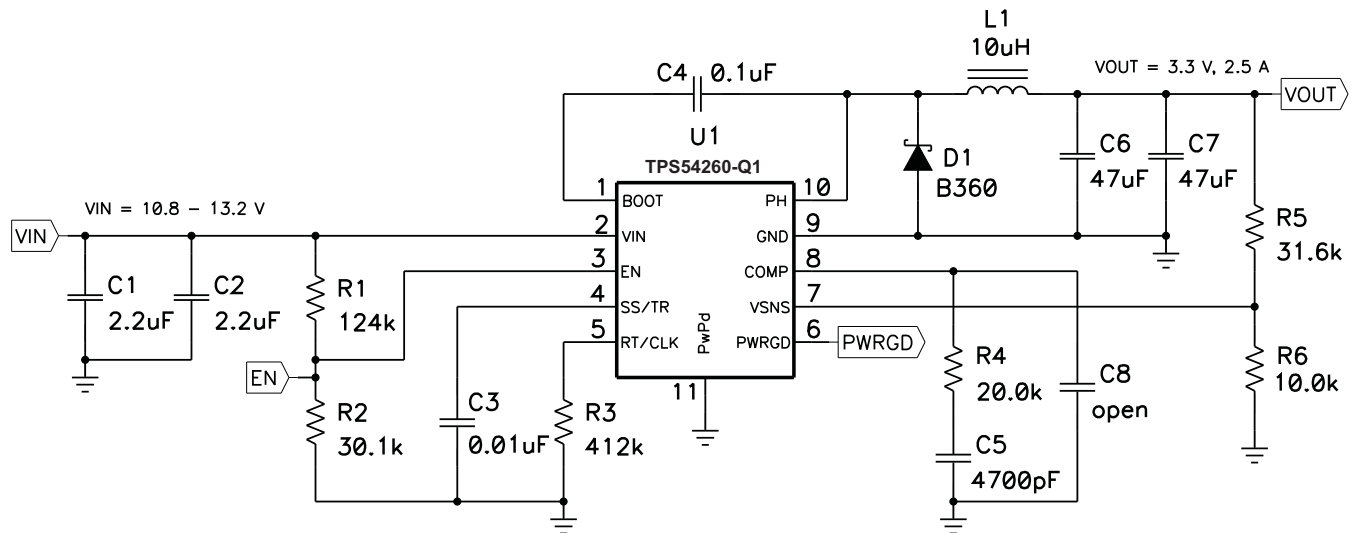 L1
10uH
C4 0.1uF
VOUT = 3.3 V, 2.5 A
VOUT
U1
TPS54260-Q1
D1
B360
C6
47uF
C7
47uF
1
BOOT
PH
10
VIN = 10.8 – 13.2 V
VIN
2
VIN
GND
9
R5
31.6k
3
EN
COMP
8
C1
2.2uF
C2
2.2uF
R1
124k
4
SS/TR
VSNS
7
5
RT/CLK
PwPd
PWRGD
6
PWRGD
EN
11
R4
20.0k
C8
open
R6
10.0k
R2
30.1k
C3
0.01uF
R3
412k
C5
4700pF